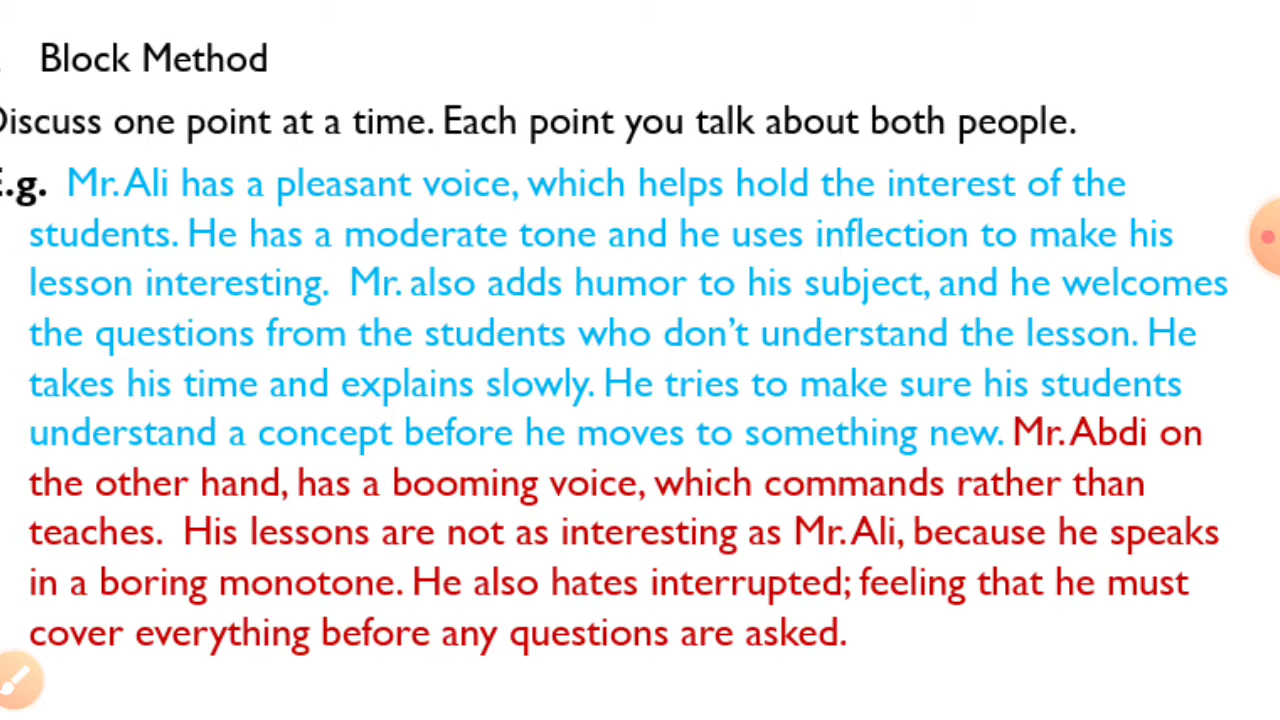 Block Method
Discuss one point at a time. Each point you talk about both people.
E.g. Mr. Ali has a pleasant voice, which helps hold the interest of the
students. He has a moderate tone and he uses inflection to make his
lesson interesting. Mr. also adds humor to his subject, and he welcomes
the questions from the students who don't understand the lesson. He
takes his time and explains slowly. He tries to make sure his students
understand a concept before he moves to something new. Mr. Abdi on
the other hand, has a booming voice, which commands rather than
teaches. His lessons are not as interesting as Mr. Ali, because he speaks
in a boring monotone. He also hates interrupted; feeling that he must
cover everything before any questions are asked.